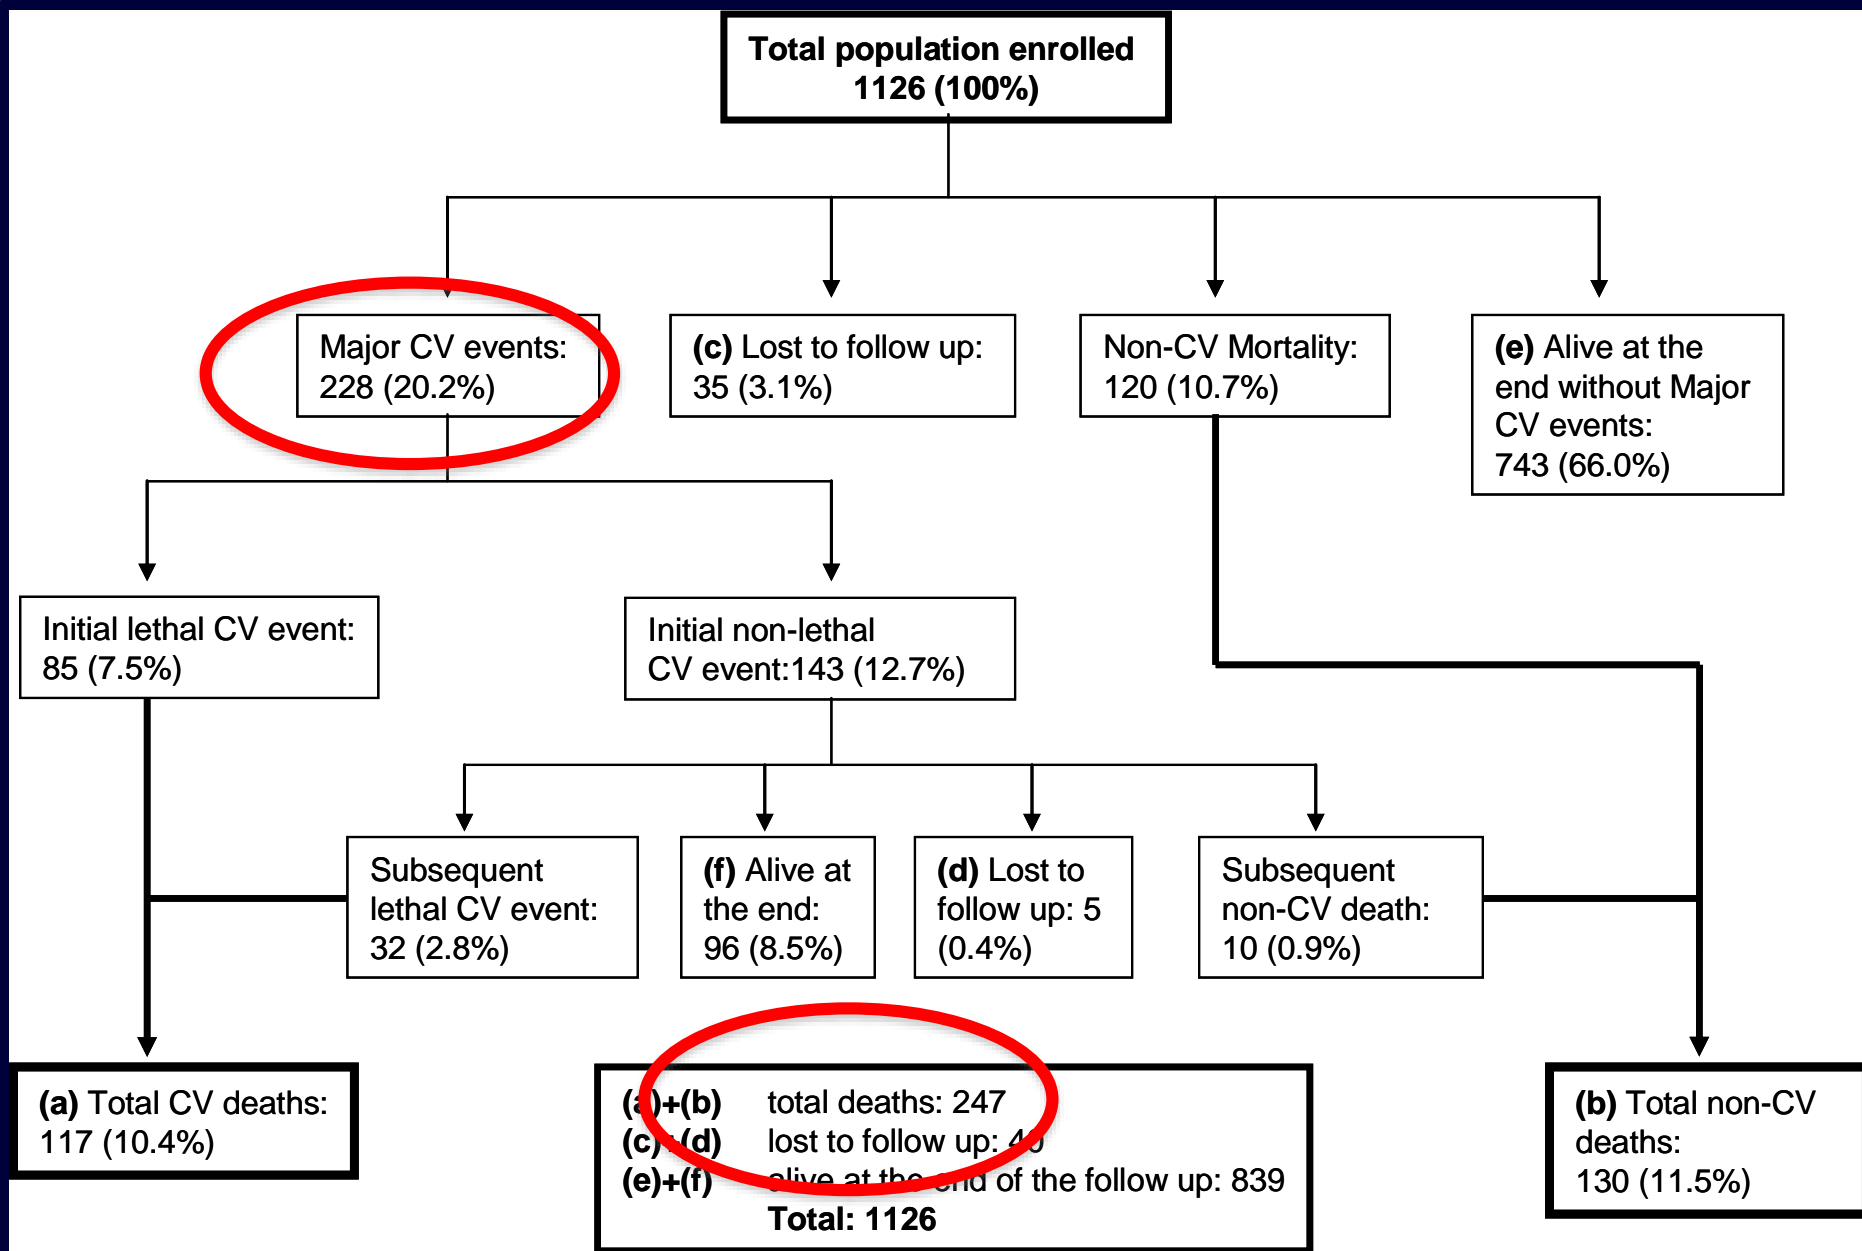 Total population enrolled
1126 (100%)
Major CV events:
228 (20.2%)
(c) Lost to follow up:
35 (3.1%)
Non-CV Mortality:
120 (10.7%)
(e) Alive at the
end without Major
CV events:
743 (66.0%)
Initial lethal CV event:
85 (7.5%)
Initial non-lethal
CV event:143 (12.7%)
Subsequent
lethal CV event:
32 (2.8%)
(f) Alive at
the end:
96 (8.5%)
(d) Lost to
follow up: 5
(0.4%)
Subsequent
non-CV death:
10 (0.9%)
(a) Total CV deaths:
117 (10.4%)
(a)+(b) total deaths: 247
(c)+(d) lost to follow up: 40
(e)+(f) alive at the end of the follow up: 839
Total: 1126
(b) Total non-CV
deaths:
130 (11.5%)